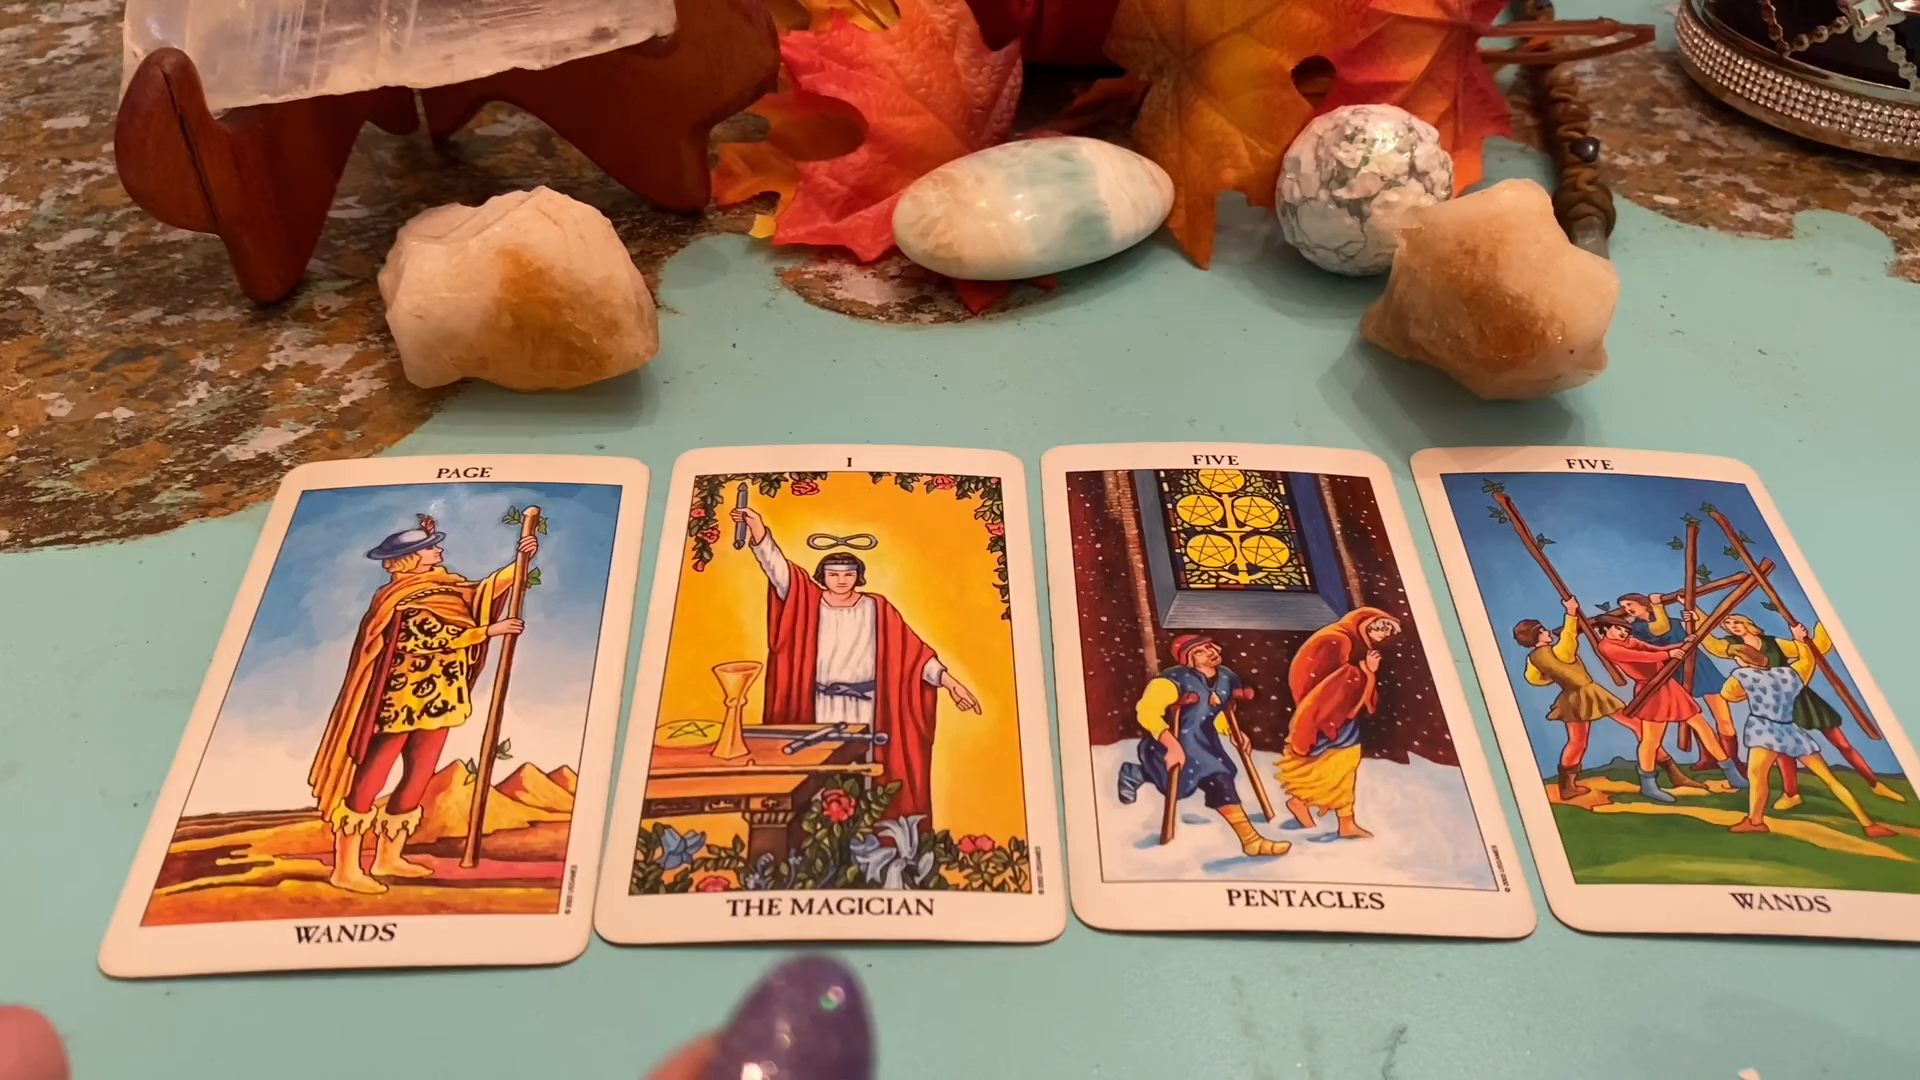 PAGE
WANDS
I
THE MAGICIAN
FIVE
PENTACLES
FIVE
WANDS